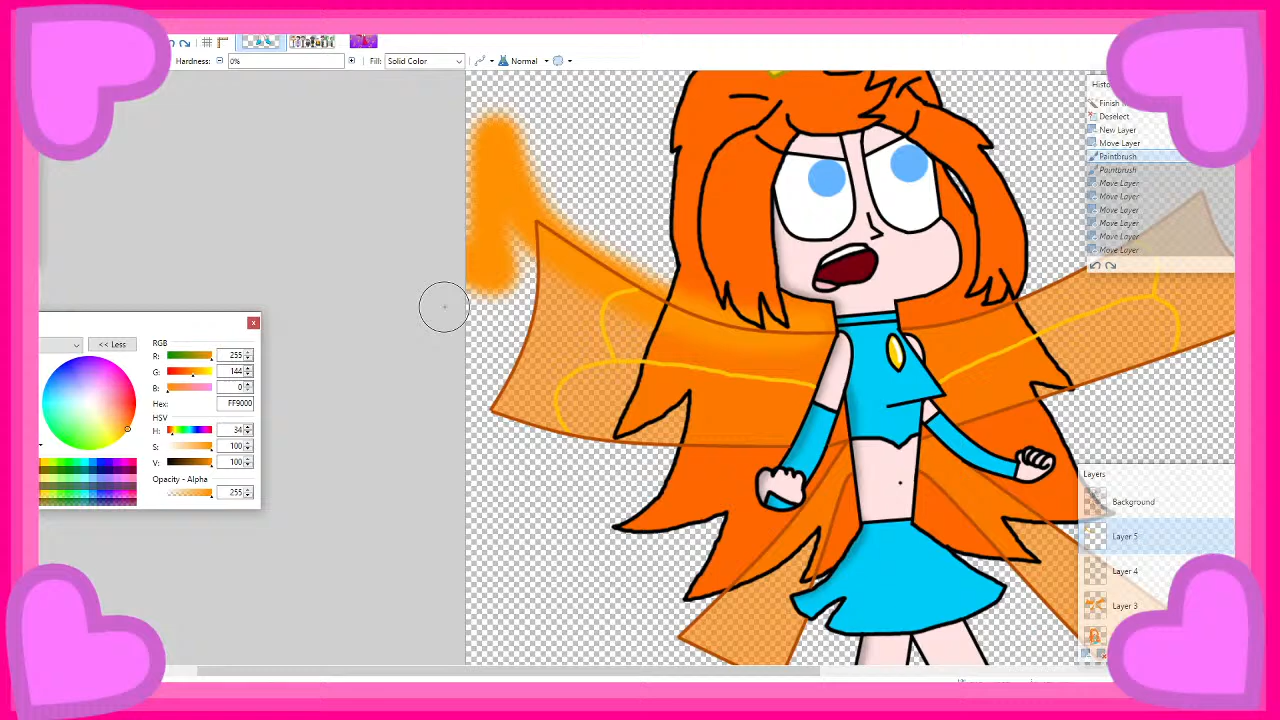 Hardness:
0%
Fill:
Solid Color
Normal
Finish
Deselect
New Layer
Move Layer
Paintbrush
Paintbrush
Move Layer
Move Layer
Move Layer
Move Layer
Move Layer
Move Layer
<< Less
RGB
R:
255
G:
144
B:
0
Hex:
FF9000
HSV
H:
34
S:
100
V:
100
Opacity - Alpha
255
Layers
Background
Layer 5
Layer 4
Layer 3